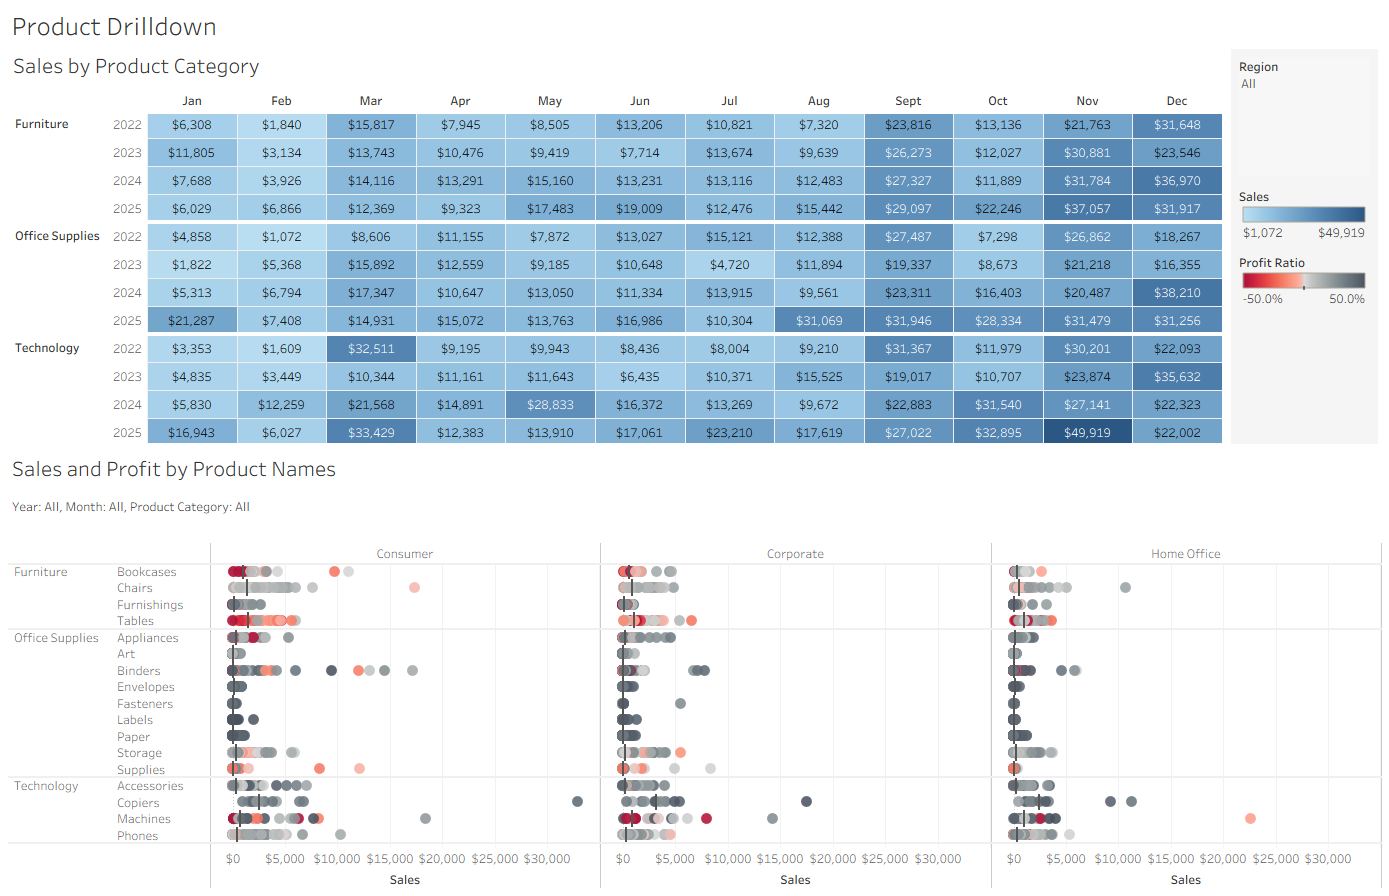 Product Drilldown
Sales by Product Category
Jan Feb Mar Apr May Jun Jul Aug Sept Oct Nov Dec
Furniture 2022 $6,308 $1,840 $15,817 $7,945 $8,505 $13,206 $10,821 $7,320 $23,816 $13,136 $21,763 $31,648
2023 $11,805 $3,134 $13,743 $10,476 $9,419 $7,714 $13,674 $9,639 $26,273 $12,027 $30,881 $23,546
2024 $7,688 $3,926 $14,116 $13,291 $15,160 $13,231 $13,116 $12,483 $27,327 $11,889 $31,784 $36,970
2025 $6,029 $6,866 $12,369 $9,323 $17,483 $19,009 $12,476 $15,442 $29,097 $22,246 $37,057 $31,917
Office Supplies 2022 $4,858 $1,072 $8,606 $11,155 $7,872 $13,027 $15,121 $12,388 $27,487 $7,298 $26,862 $18,267
2023 $1,822 $5,368 $15,892 $12,559 $9,185 $10,648 $4,720 $11,894 $19,337 $8,673 $21,218 $16,355
2024 $5,313 $6,794 $17,347 $10,647 $13,050 $11,334 $13,915 $9,561 $23,311 $16,403 $20,487 $38,210
2025 $21,287 $7,408 $14,931 $15,072 $13,763 $16,986 $10,304 $31,069 $31,946 $28,334 $31,479 $31,256
Technology 2022 $3,353 $1,609 $32,511 $9,195 $9,943 $8,436 $8,004 $9,210 $31,367 $11,979 $30,201 $22,093
2023 $4,835 $3,449 $10,344 $11,161 $11,643 $6,435 $10,371 $15,525 $19,017 $10,707 $23,874 $35,632
2024 $5,830 $12,259 $21,568 $14,891 $28,833 $16,372 $13,269 $9,672 $22,883 $31,540 $27,141 $22,323
2025 $16,943 $6,027 $33,429 $12,383 $13,910 $17,061 $23,210 $17,619 $27,022 $32,895 $49,919 $22,002
Region
All
Sales
$1,072 $49,919
Profit Ratio
-50.0% 50.0%
Sales and Profit by Product Names
Year: All, Month: All, Product Category: All
Consumer Corporate Home Office
Furniture Bookcases
Chairs
Furnishings
Tables
Office Supplies Appliances
Art
Binders
Envelopes
Fasteners
Labels
Paper
Storage
Supplies
Technology Accessories
Copiers
Machines
Phones
$0 $5,000 $10,000 $15,000 $20,000 $25,000 $30,000 $0 $5,000 $10,000 $15,000 $20,000 $25,000 $30,000 $0 $5,000 $10,000 $15,000 $20,000 $25,000 $30,000
Sales Sales Sales